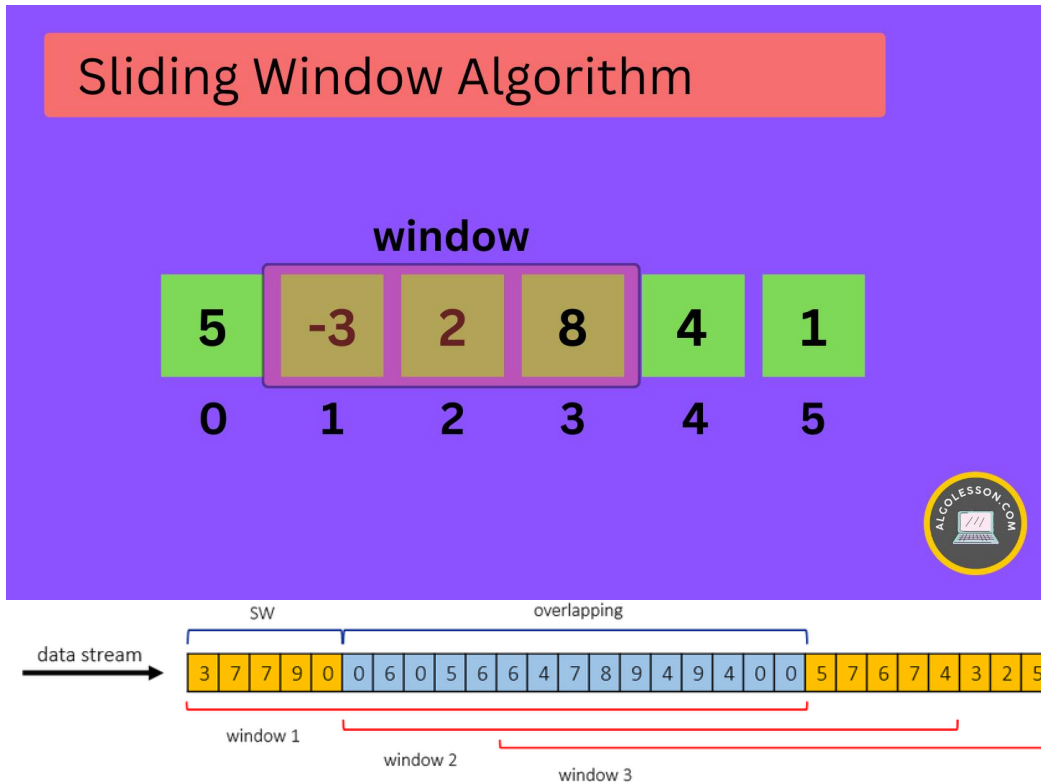 Sliding Window Algorithm
window
5 -3 2 8 4 1
0 1 2 3 4 5
ALGOLESSON.COM
SW overlapping
data stream
3 7 7 9 0 0 6 0 5 6 6 4 7 8 9 4 9 4 0 0 5 7 6 7 4 3 2 5
window 1
window 2
window 3